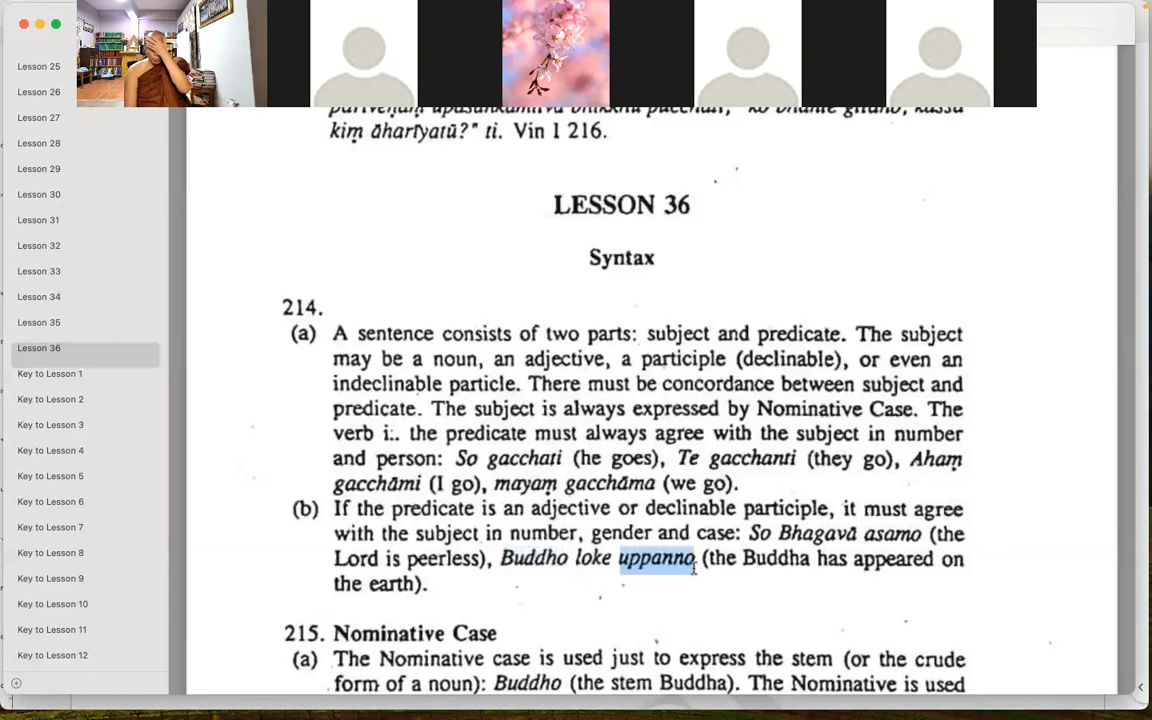 Lesson 25
Lesson 26
Lesson 27
Lesson 28
Lesson 29
Lesson 30
Lesson 31
Lesson 32
Lesson 33
Lesson 34
Lesson 35
Lesson 36
Key to Lesson 1
Key to Lesson 2
Key to Lesson 3
Key to Lesson 4
Key to Lesson 5
Key to Lesson 6
Key to Lesson 7
Key to Lesson 8
Key to Lesson 9
Key to Lesson 10
Key to Lesson 11
Key to Lesson 12
kiṃ āharīyatū?" ti. Vin I 216.
LESSON 36
Syntax
214.
(a) A sentence consists of two parts: subject and predicate. The subject
may be a noun, an adjective, a participle (declinable), or even an
indeclinable particle. There must be concordance between subject and
predicate. The subject is always expressed by Nominative Case. The
verb i.. the predicate must always agree with the subject in number
and person: So gacchati (he goes), Te gacchanti (they go), Ahaṃ
gacchāmi (I go), mayaṃ gacchāma (we go).
(b) If the predicate is an adjective or declinable participle, it must agree
with the subject in number, gender and case: So Bhagavā asamo (the
Lord is peerless), Buddho loke uppanno (the Buddha has appeared on
the earth).
215. Nominative Case
(a) The Nominative case is used just to express the stem (or the crude
form of a noun): Buddho (the stem Buddha). The Nominative is used